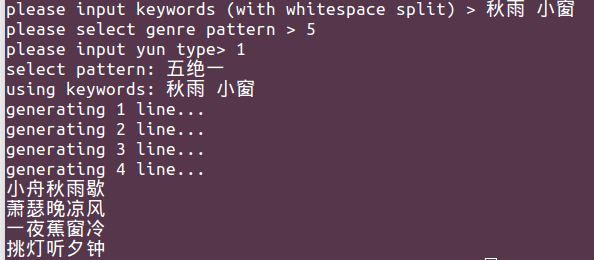 please input keywords (with whitespace split) > 秋雨 小窗
please select genre pattern > 5
please input yun type> 1
select pattern: 五绝一
using keywords: 秋雨 小窗
generating 1 line...
generating 2 line...
generating 3 line...
generating 4 line...
小舟秋雨歇
萧瑟晚凉风
一夜蕉窗冷
挑灯听夕钟